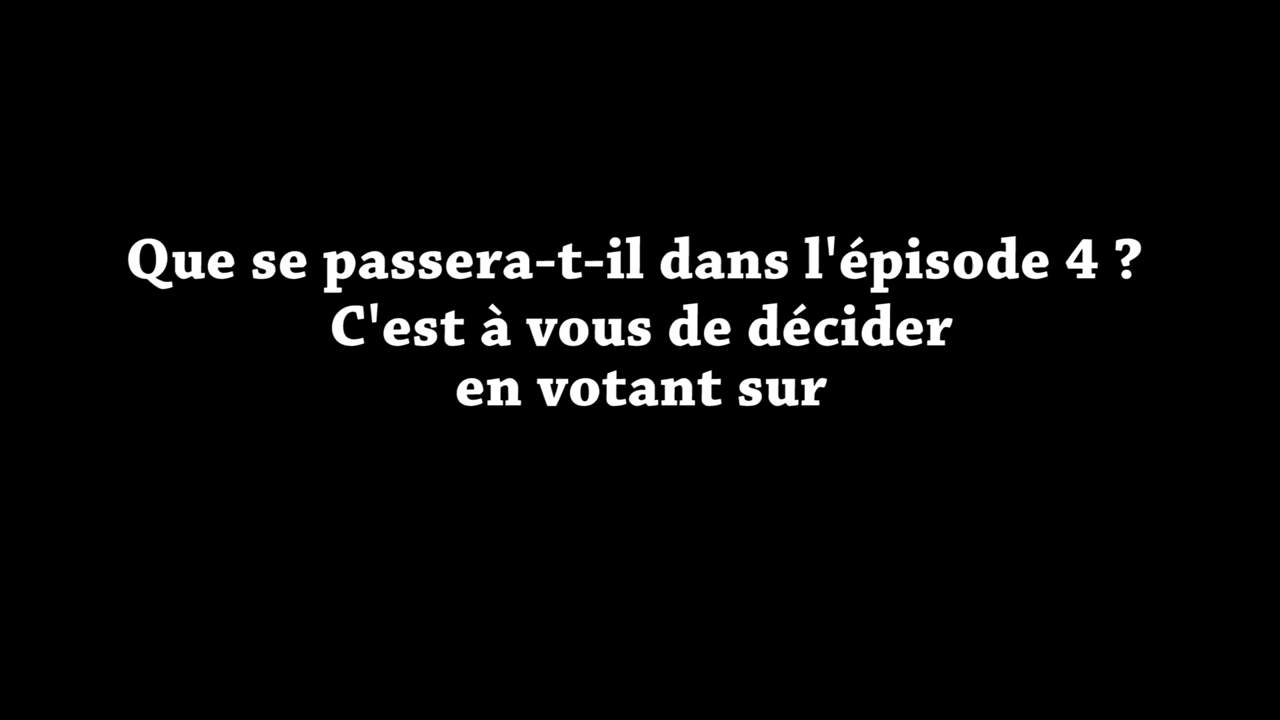 Que se passera-t-il dans l'épisode 4 ?
C'est à vous de décider
en votant sur